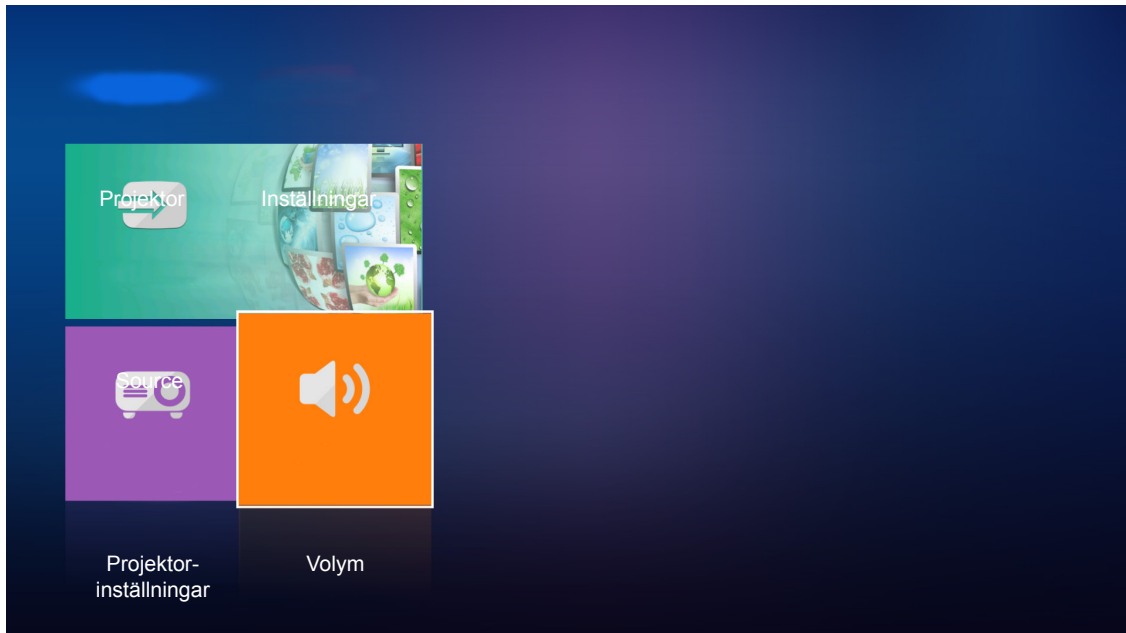 Projektor
Inställningar
Source
Projektor-
inställningar
Volym